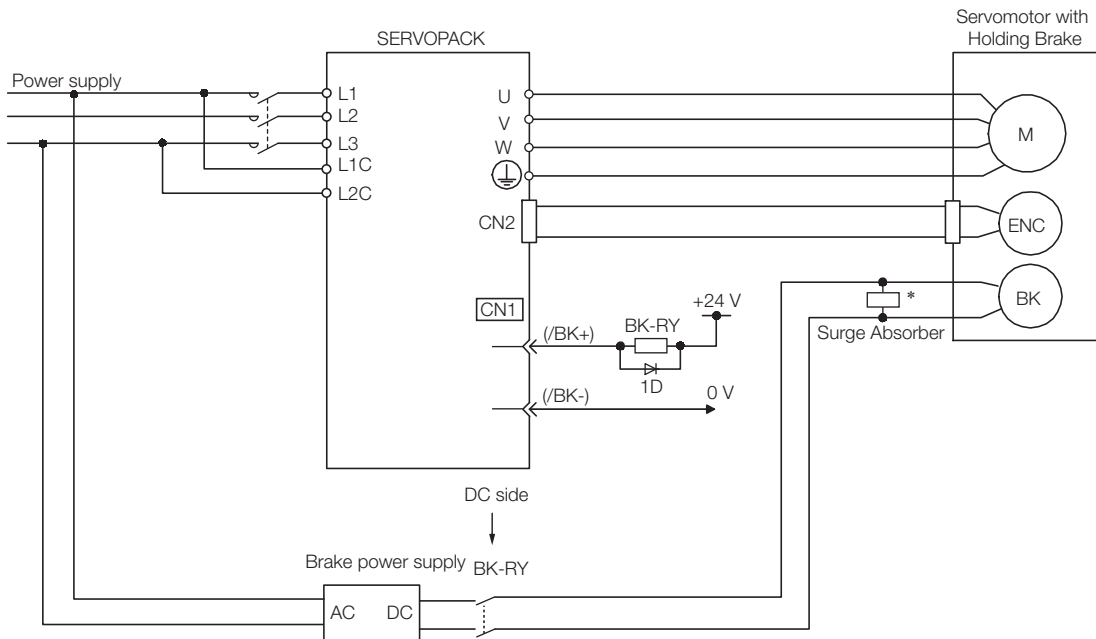 Servomotor with
Holding Brake
SERVOPACK
Power supply
L1
L2
L3
L1C
L2C
U
V
W
M
CN2
ENC
CN1
BK
*
Surge Absorber
+24 V
BK-RY
(/BK+)
1D
(/BK-)
0 V
DC side
Brake power supply
BK-RY
AC
DC